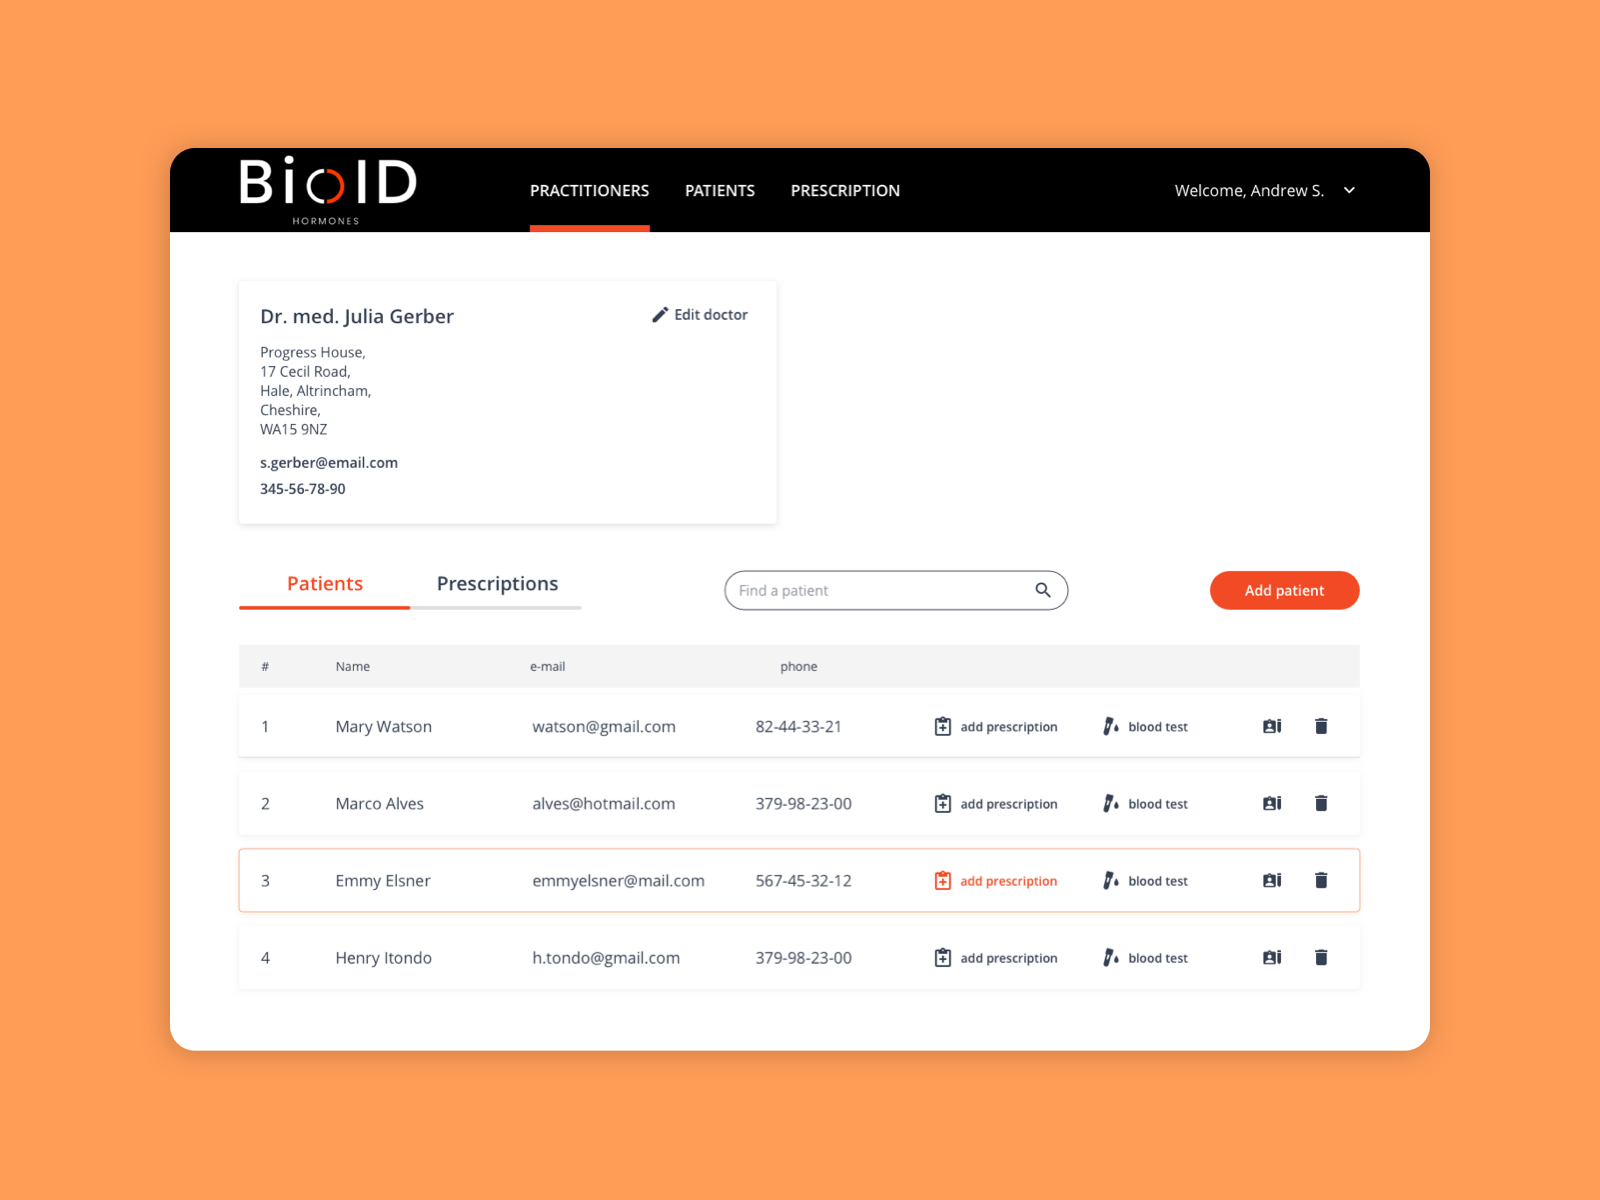 BioID
HORMONES
PRACTITIONERS PATIENTS PRESCRIPTION Welcome, Andrew S.
Dr. med. Julia Gerber
Edit doctor
Progress House,
17 Cecil Road,
Hale, Altrincham,
Cheshire,
WA15 9NZ
s.gerber@email.com
345-56-78-90
Patients Prescriptions Find a patient Add patient
# Name e-mail phone
1 Mary Watson watson@gmail.com 82-44-33-21 add prescription blood test
2 Marco Alves alves@hotmail.com 379-98-23-00 add prescription blood test
3 Emmy Elsner emmyelsner@mail.com 567-45-32-12 add prescription blood test
4 Henry Itondo h.tondo@gmail.com 379-98-23-00 add prescription blood test